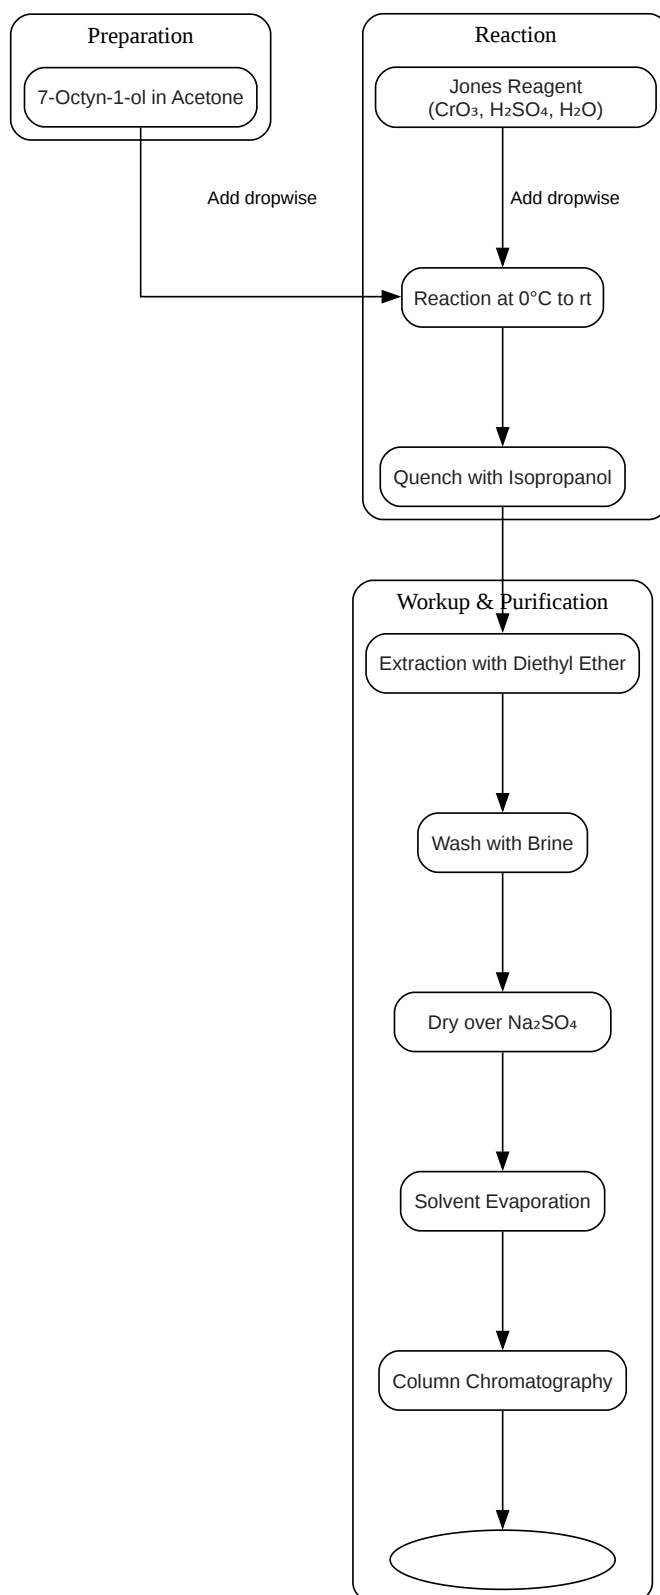 Preparation
7-Octyn-1-ol in Acetone
Reaction
Jones Reagent
(CrO₃, H₂SO₄, H₂O)
Add dropwise
Add dropwise
Reaction at 0°C to rt
Quench with Isopropanol
Workup & Purification
Extraction with Diethyl Ether
Wash with Brine
Dry over Na₂SO₄
Solvent Evaporation
Column Chromatography